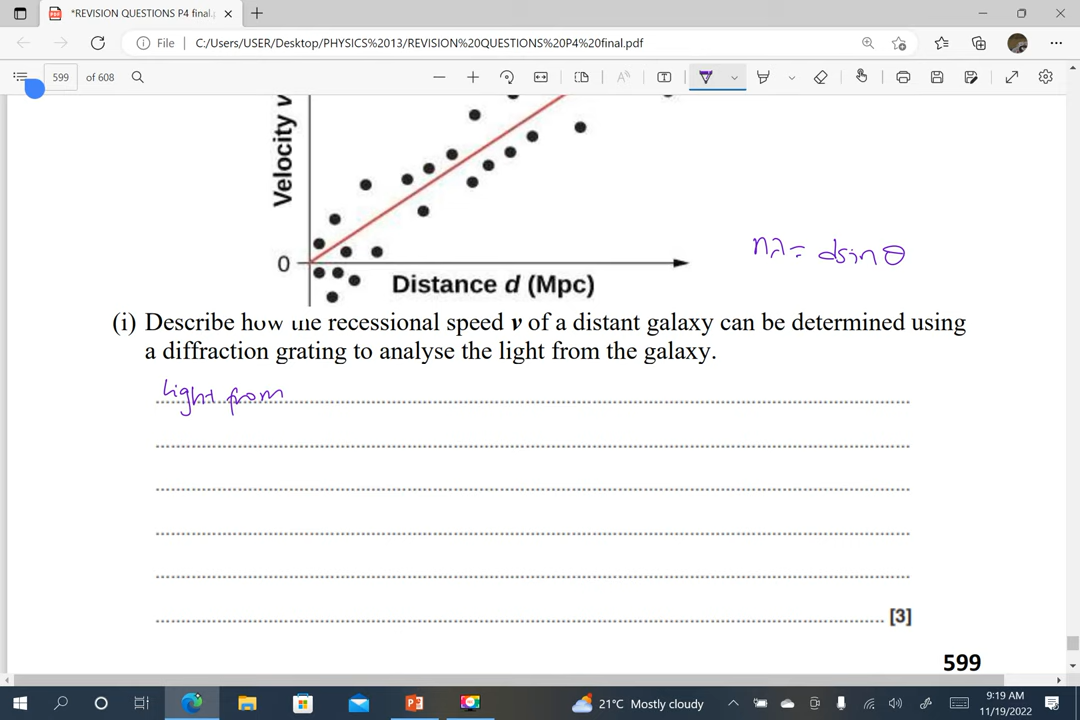 *REVISION QUESTIONS P4 final.
File
C:/Users/USER/Desktop/PHYSICS%2013/REVISION%20QUESTIONS%20P4%20final.pdf
599 of 608
Velocity v
0
Distance d (Mpc)
nλ = dsinθ
(i) Describe how the recessional speed v of a distant galaxy can be determined using
a diffraction grating to analyse the light from the galaxy.
Light from
[3]
599
21°C Mostly cloudy
9:19 AM
11/19/2022